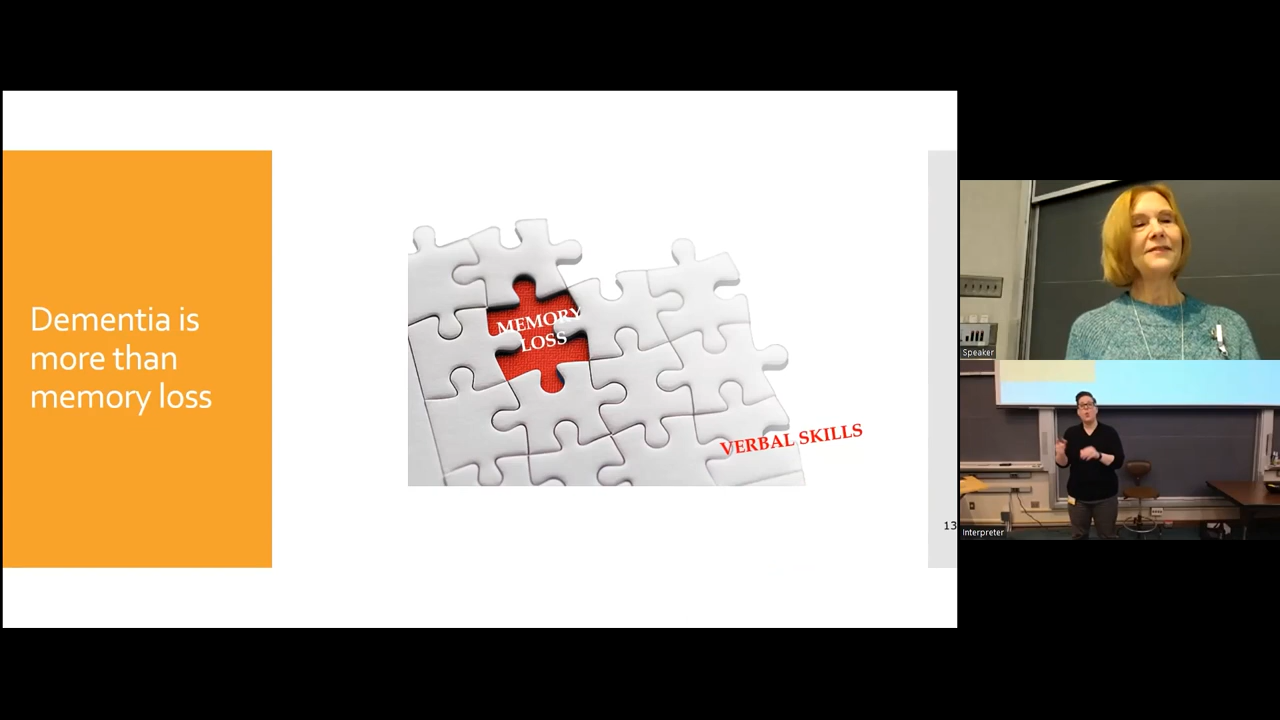 Dementia is
more than
memory loss
MEMORY
LOSS
VERBAL SKILLS
13
Speaker
Interpreter